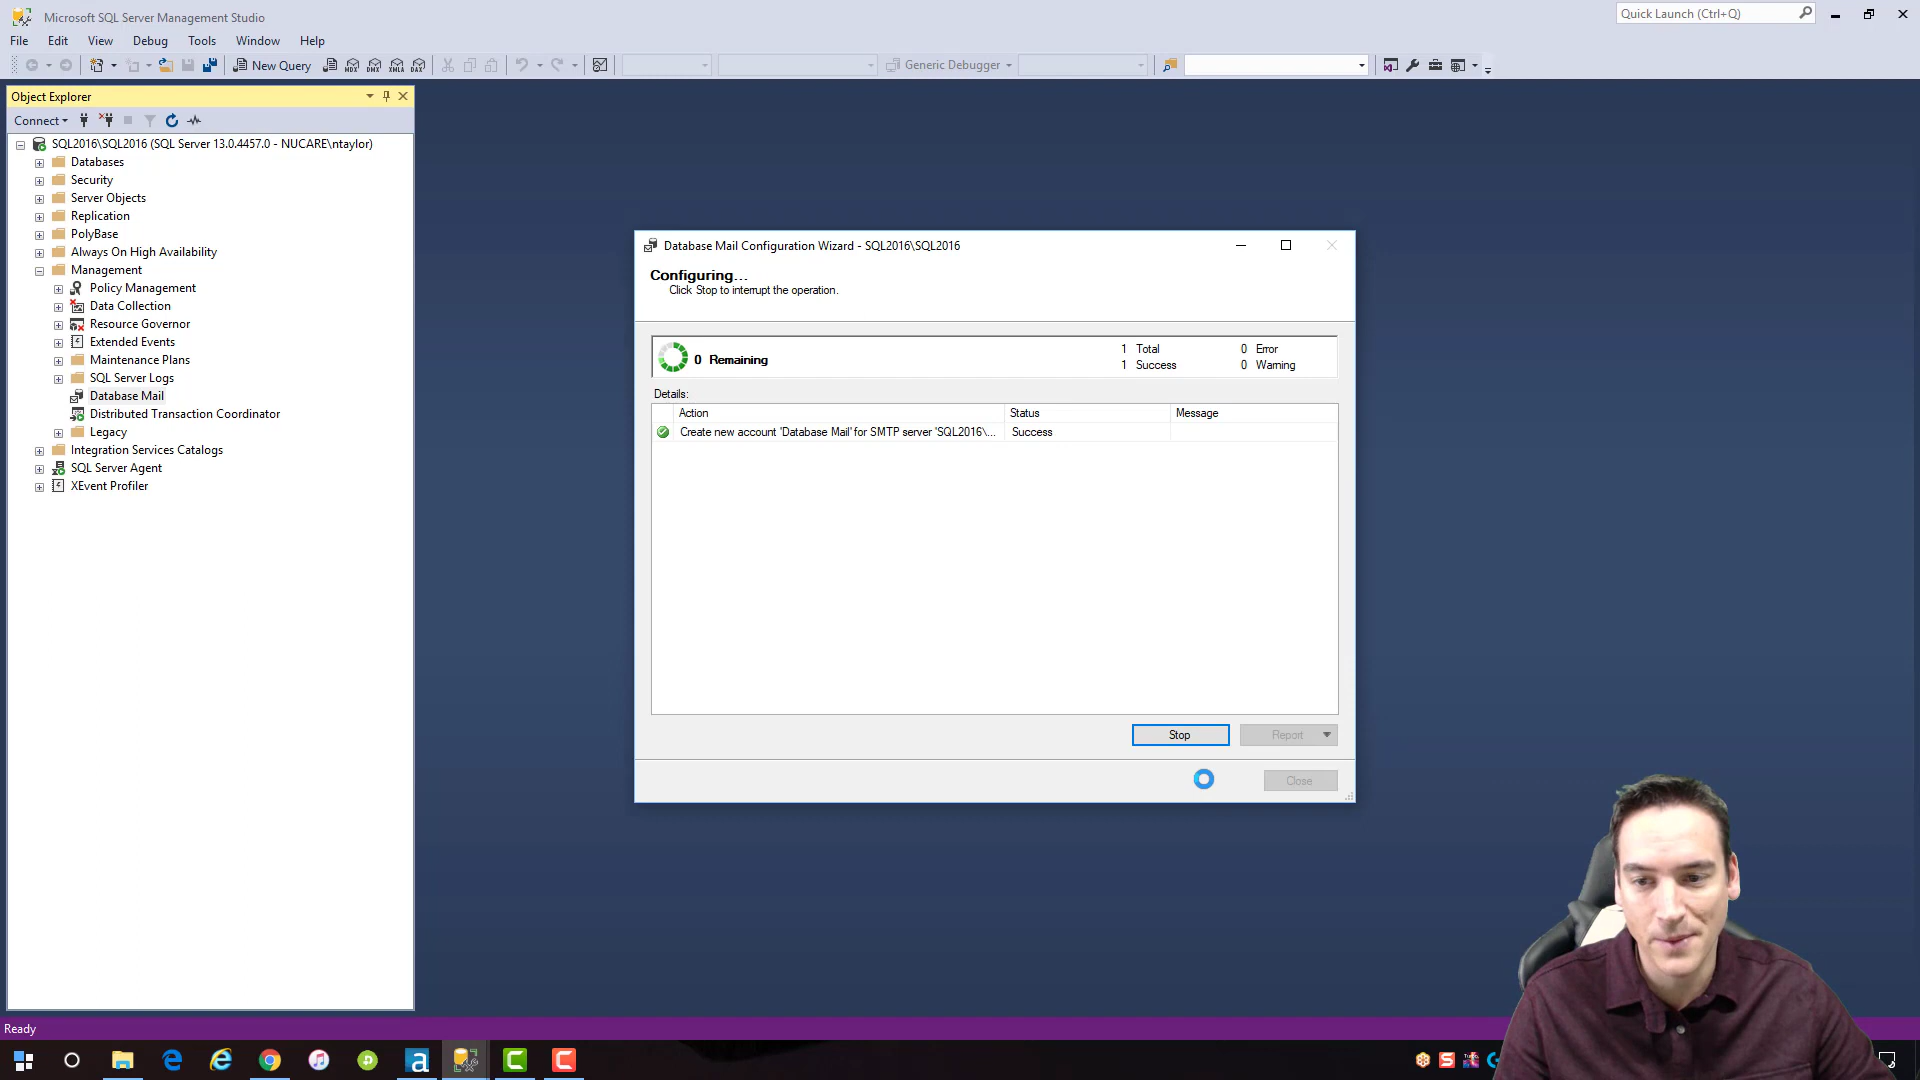 Microsoft SQL Server Management Studio
Quick Launch (Ctrl+Q)
File Edit View Debug Tools Window Help
New Query
MDX DMX XMLA DAX
Generic Debugger
Object Explorer
Connect
SQL2016\SQL2016 (SQL Server 13.0.4457.0 - NUCARE\ntaylor)
Databases
Security
Server Objects
Replication
PolyBase
Always On High Availability
Management
Policy Management
Data Collection
Resource Governor
Extended Events
Maintenance Plans
SQL Server Logs
Database Mail
Distributed Transaction Coordinator
Legacy
Integration Services Catalogs
SQL Server Agent
XEvent Profiler
Database Mail Configuration Wizard - SQL2016\SQL2016
Configuring...
Click Stop to interrupt the operation.
0 Remaining
1 Total 0 Error
1 Success 0 Warning
Details:
Action Status Message
Create new account 'Database Mail' for SMTP server 'SQL2016\... Success
Stop Report
Close
Ready